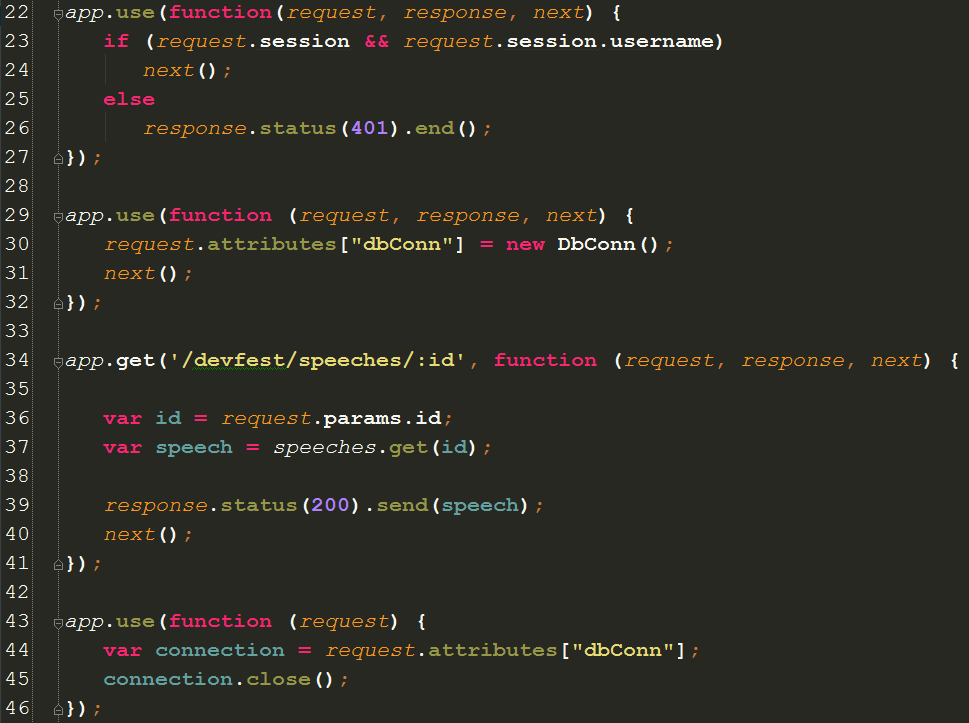 22 app.use(function(request, response, next) {
23 if (request.session && request.session.username)
24 next();
25 else
26 response.status(401).end();
27 });
28
29 app.use(function (request, response, next) {
30 request.attributes["dbConn"] = new DbConn();
31 next();
32 });
33
34 app.get('/devfest/speeches/:id', function (request, response, next) {
35
36 var id = request.params.id;
37 var speech = speeches.get(id);
38
39 response.status(200).send(speech);
40 next();
41 });
42
43 app.use(function (request) {
44 var connection = request.attributes["dbConn"];
45 connection.close();
46 });